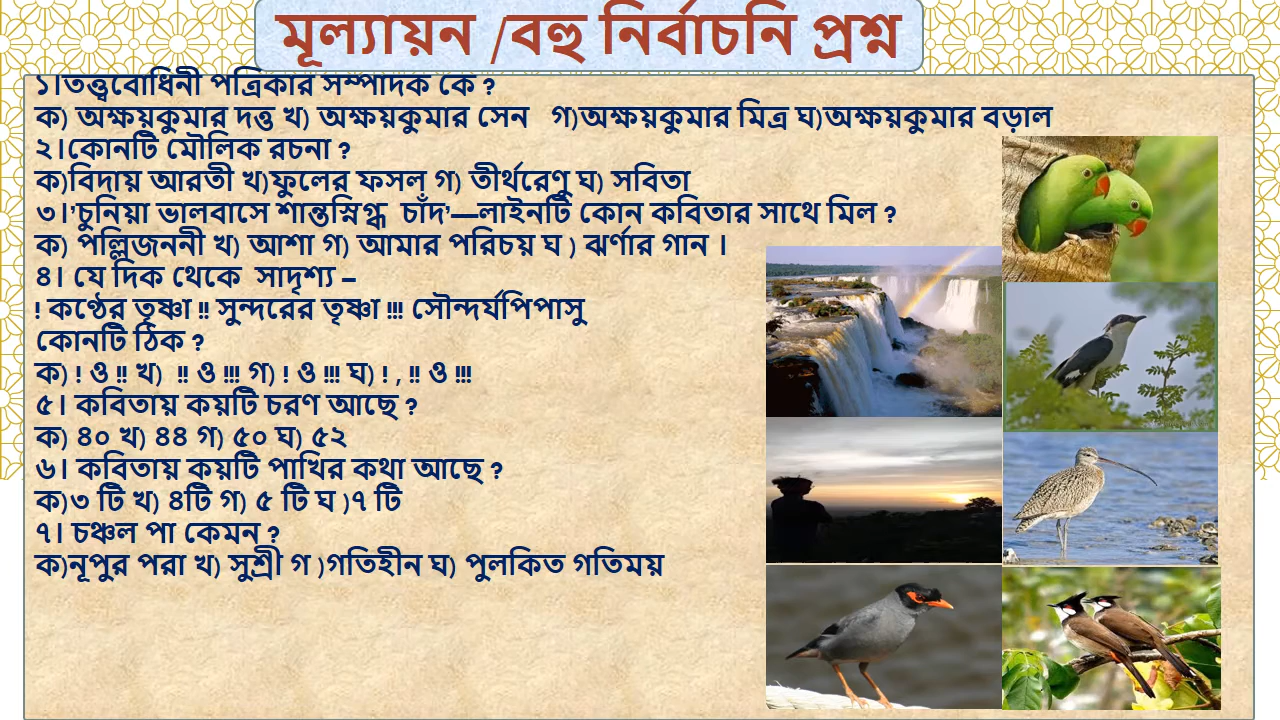 মূল্যায়ন /বহু নির্বাচনি প্রশ্ন
১।তত্ত্ববোধিনী পত্রিকার সম্পাদক কে ?
ক) অক্ষয়কুমার দত্ত খ) অক্ষয়কুমার সেন গ)অক্ষয়কুমার মিত্র ঘ)অক্ষয়কুমার বড়াল
২।কোনটি মৌলিক রচনা ?
ক)বিদায় আরতী খ)ফুলের ফসল গ) তীর্থরেণু ঘ) সবিতা
৩।’চুনিয়া ভালবাসে শান্তস্নিগ্ধ চাঁদ’—লাইনটি কোন কবিতার সাথে মিল ?
ক) পল্লিজননী খ) আশা গ) আমার পরিচয় ঘ ) ঝর্ণার গান ।
৪। যে দিক থেকে সাদৃশ্য –
! কণ্ঠের তৃষ্ণা !! সুন্দরের তৃষ্ণা !!! সৌন্দর্যপিপাসু
কোনটি ঠিক ?
ক) ! ও !! খ) !! ও !!! গ) ! ও !!! ঘ) ! , !! ও !!!
৫। কবিতায় কয়টি চরণ আছে ?
ক) ৪০ খ) ৪৪ গ) ৫০ ঘ) ৫২
৬। কবিতায় কয়টি পাখির কথা আছে ?
ক)৩ টি খ) ৪টি গ) ৫ টি ঘ )৭ টি
৭। চঞ্চল পা কেমন ?
ক)নূপুর পরা খ) সুশ্রী গ )গতিহীন ঘ) পুলকিত গতিময়